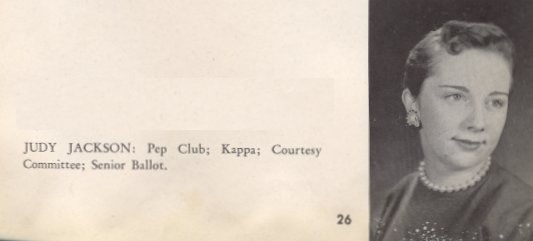 JUDY JACKSON: Pep Club; Kappa; Courtesy
Committee; Senior Ballot.
26